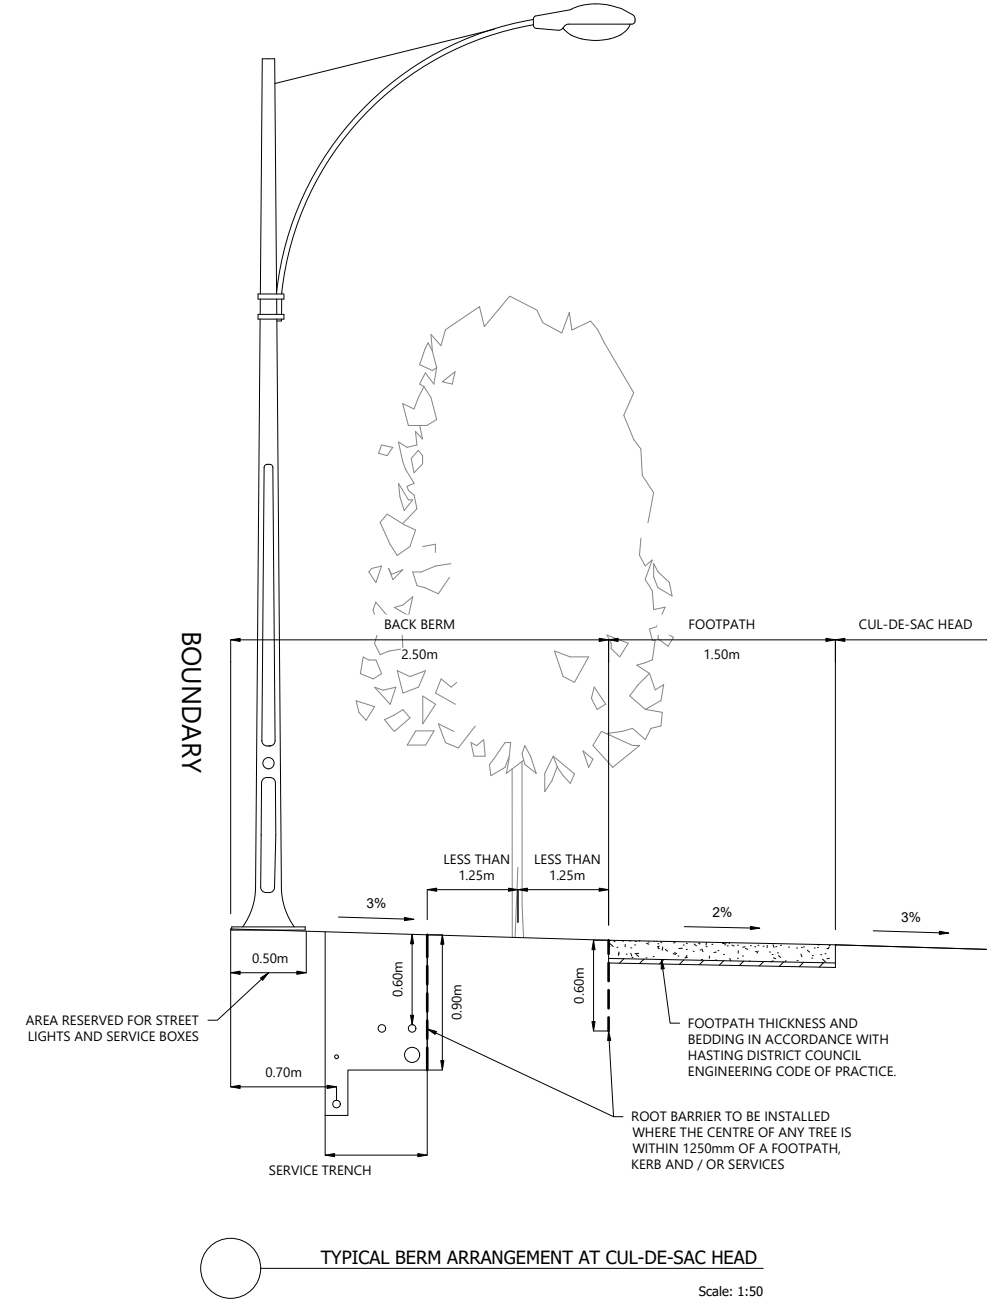 BACK BERM
FOOTPATH
CUL-DE-SAC HEAD
2.50m
1.50m
BOUNDARY
LESS THAN
1.25m
LESS THAN
1.25m
3%
2%
3%
0.50m
0.60m
0.90m
0.60m
AREA RESERVED FOR STREET
LIGHTS AND SERVICE BOXES
FOOTPATH THICKNESS AND
BEDDING IN ACCORDANCE WITH
HASTING DISTRICT COUNCIL
ENGINEERING CODE OF PRACTICE.
0.70m
ROOT BARRIER TO BE INSTALLED
WHERE THE CENTRE OF ANY TREE IS
WITHIN 1250mm OF A FOOTPATH,
KERB AND / OR SERVICES
SERVICE TRENCH
TYPICAL BERM ARRANGEMENT AT CUL-DE-SAC HEAD
Scale: 1:50